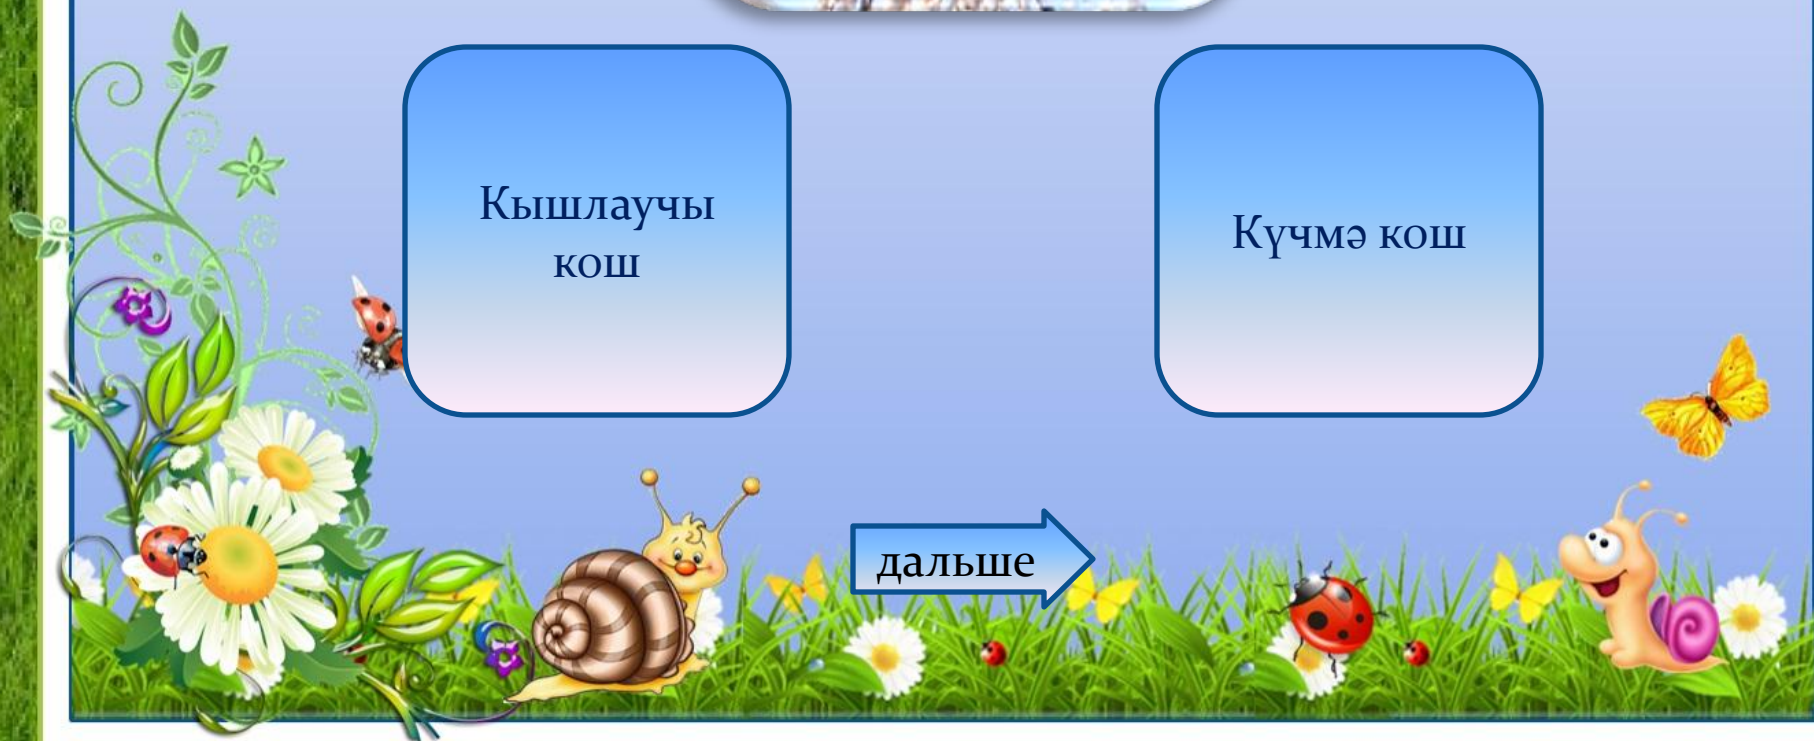 Кышлаучы
кош
Күчмә кош
дальше